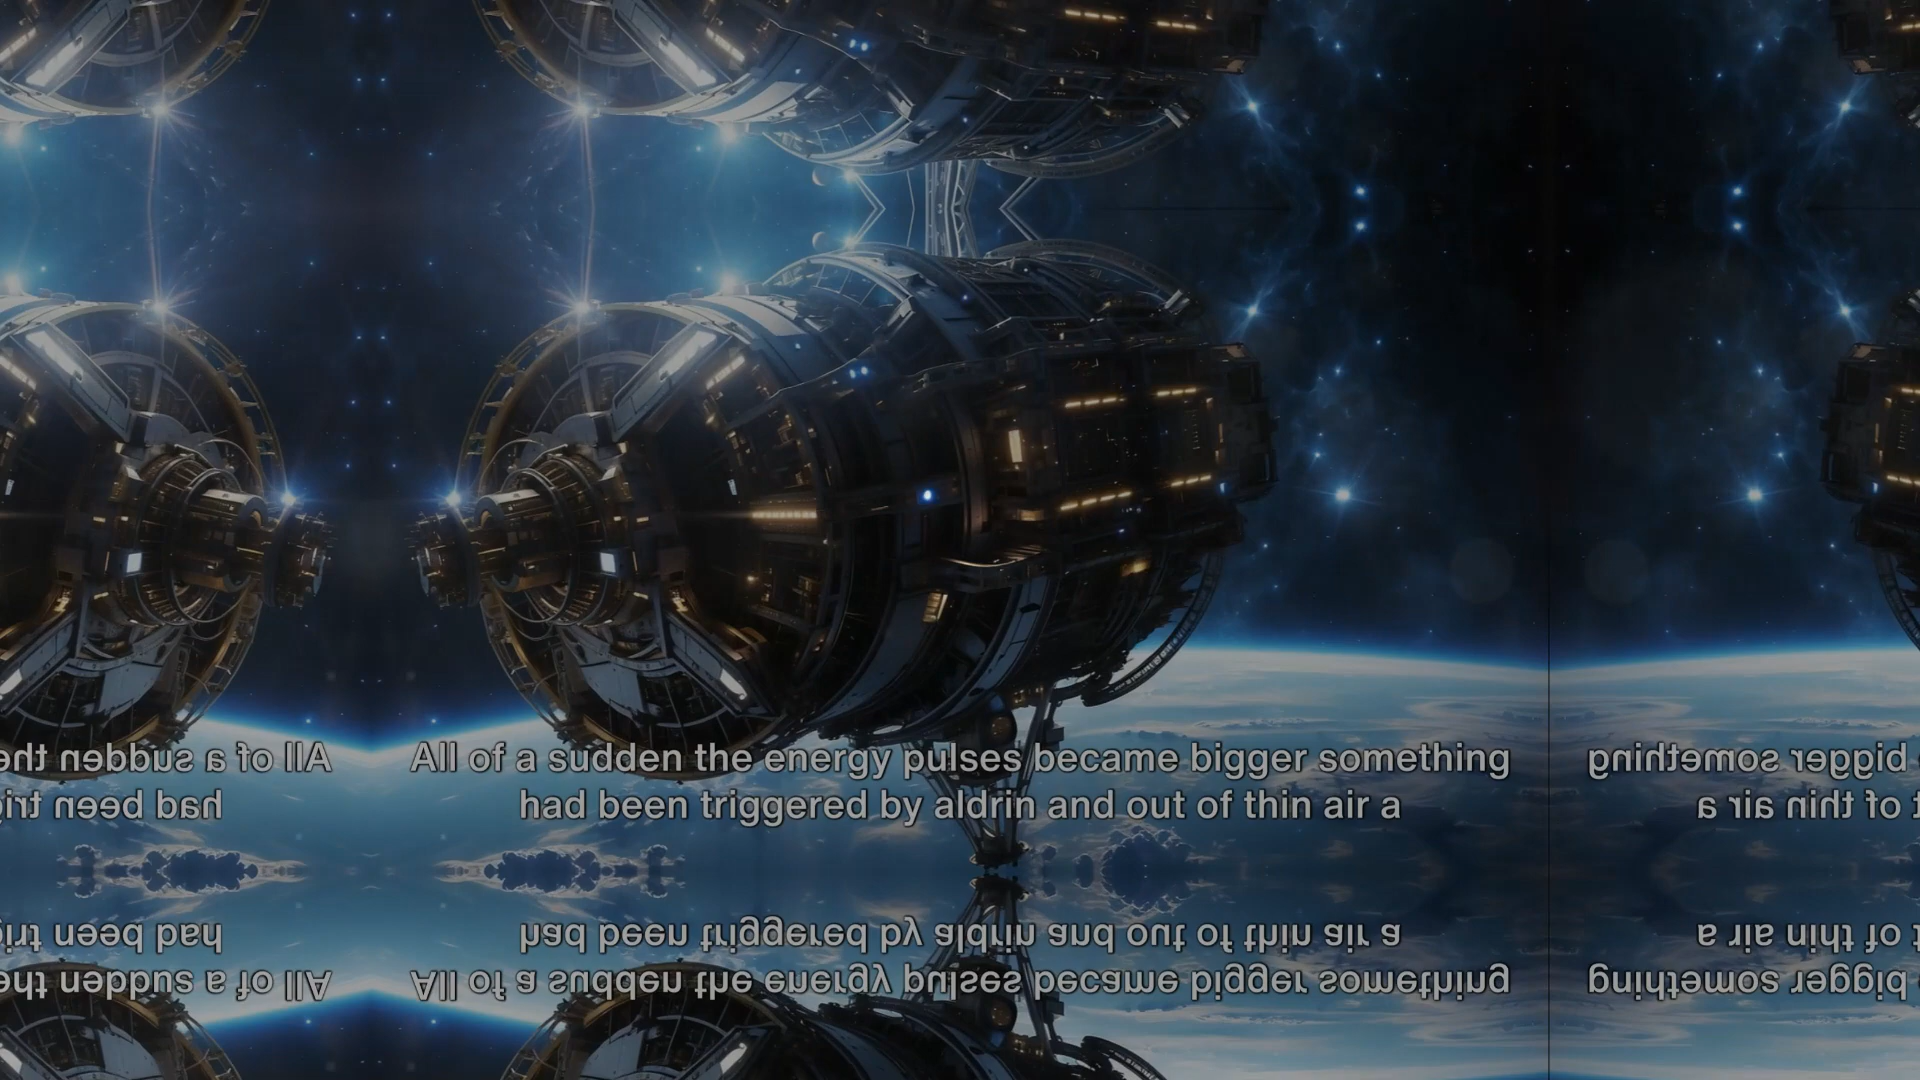 All of a sudden the energy pulses became bigger something
had been triggered by aldrin and out of thin air a